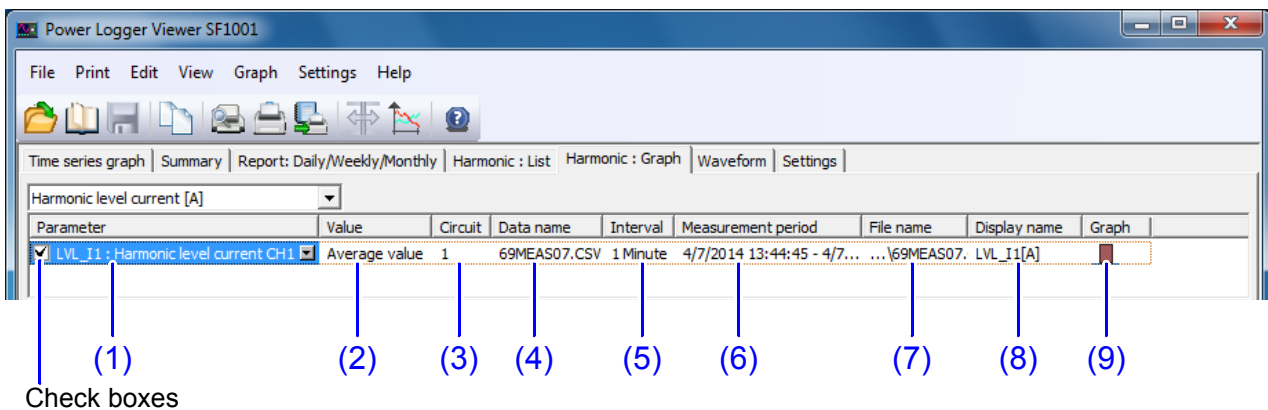 Power Logger Viewer SF1001
File Print Edit View Graph Settings Help
Time series graph Summary Report: Daily/Weekly/Monthly Harmonic : List Harmonic : Graph Waveform Settings
Harmonic level current [A]
Parameter Value Circuit Data name Interval Measurement period File name Display name Graph
LVL_I1 : Harmonic level current CH1 Average value 1 69MEAS07.CSV 1 Minute 4/7/2014 13:44:45 - 4/7... ...\69MEAS07. LVL_I1[A]
(1) (2) (3) (4) (5) (6) (7) (8) (9)
Check boxes